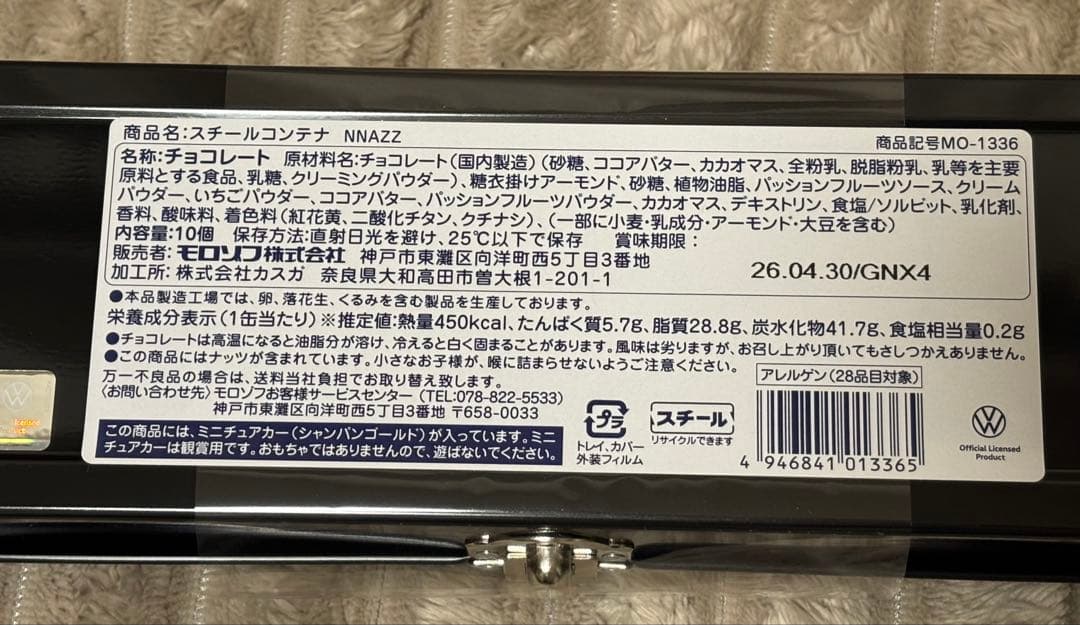 商品名:スチールコンテナ NNAZZ 商品記号MO-1336
名称:チョコレート 原材料名:チョコレート(国内製造)(砂糖、ココアバター、カカオマス、全粉乳、脱脂粉乳、乳等を主要
原料とする食品、乳糖、クリーミングパウダー)、糖衣掛けアーモンド、砂糖、植物油脂、パッションフルーツソース、クリーム
パウダー、いちごパウダー、ココアバター、パッションフルーツパウダー、カカオマス、デキストリン、食塩/ソルビット、乳化剤、
香料、酸味料、着色料(紅花黄、二酸化チタン、クチナシ)、(一部に小麦・乳成分・アーモンド・大豆を含む)
内容量:10個 保存方法:直射日光を避け、25℃以下で保存 賞味期限:
販売者:モロゾフ株式会社 神戸市東灘区向洋町西5丁目3番地
26.04.30/GNX4
加工所:株式会社カスガ 奈良県大和高田市曽大根1-201-1
●本品製造工場では、卵、落花生、くるみを含む製品を生産しております。
栄養成分表示(1缶当たり)※推定値:熱量450kcal、たんぱく質5.7g、脂質28.8g、炭水化物41.7g、食塩相当量0.2g
●チョコレートは高温になると油脂分が溶け、冷えると白く固まることがあります。風味は劣りますが、お召し上がり頂いてもさしつかえありません。
●この商品にはナッツが含まれています。小さなお子様が、喉に詰まらせないようご注意ください。
万一不良品の場合は、送料当社負担でお取り替え致します。
〈お問い合わせ先〉モロゾフお客様サービスセンター(TEL:078-822-5533)
神戸市東灘区向洋町西5丁目3番地 〒658-0033
この商品には、ミニチュアカー(シャンパンゴールド)が入っています。ミニ
チュアカーは観賞用です。おもちゃではありませんので、遊ばないでください。
プラ
トレイ、カバー
外装フィルム
スチール
リサイクルできます
アレルゲン(28品目対象)
4 946841 013365
Official Licensed
Product